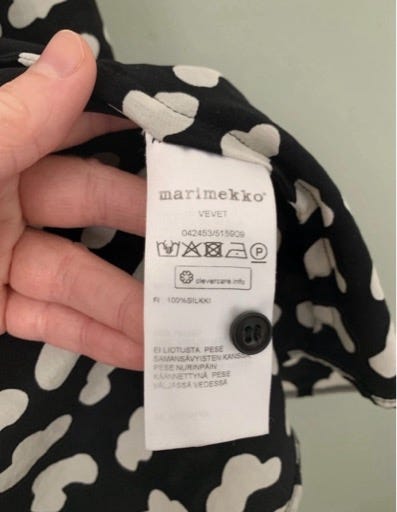 marimekko®
VEVET
042453/515909
clevercare.info
FI 100%SILKKI
EI LIOTUSTA PESE
SAMANSÄVYISTEN KANSSA
PESE NURINPÄIN
KÄÄNNETTYNÄ PESE
VÄLJÄSSÄ VEDESSÄ